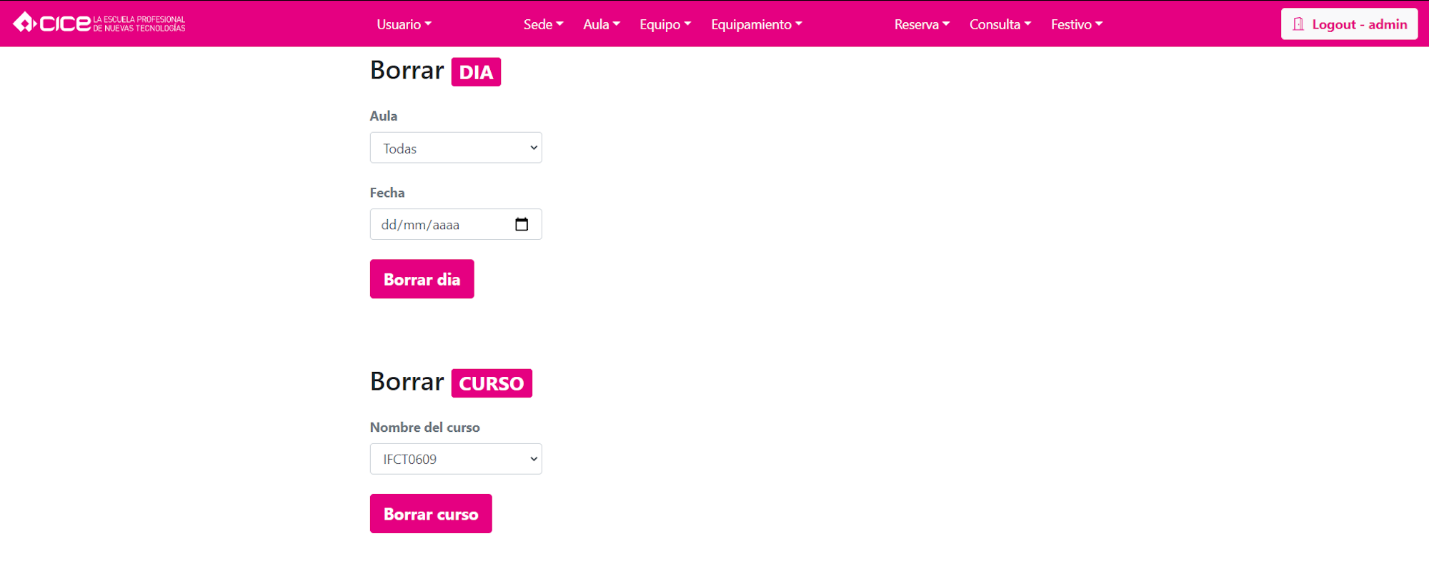 CICE LA ESCUELA PROFESIONAL
DE NUEVAS TECNOLOGÍAS
Usuario Sede Aula Equipo Equipamiento Reserva Consulta Festivo Logout - admin
Borrar DIA
Aula
Todas
Fecha
dd/mm/aaaa
Borrar dia
Borrar CURSO
Nombre del curso
IFCT0609
Borrar curso